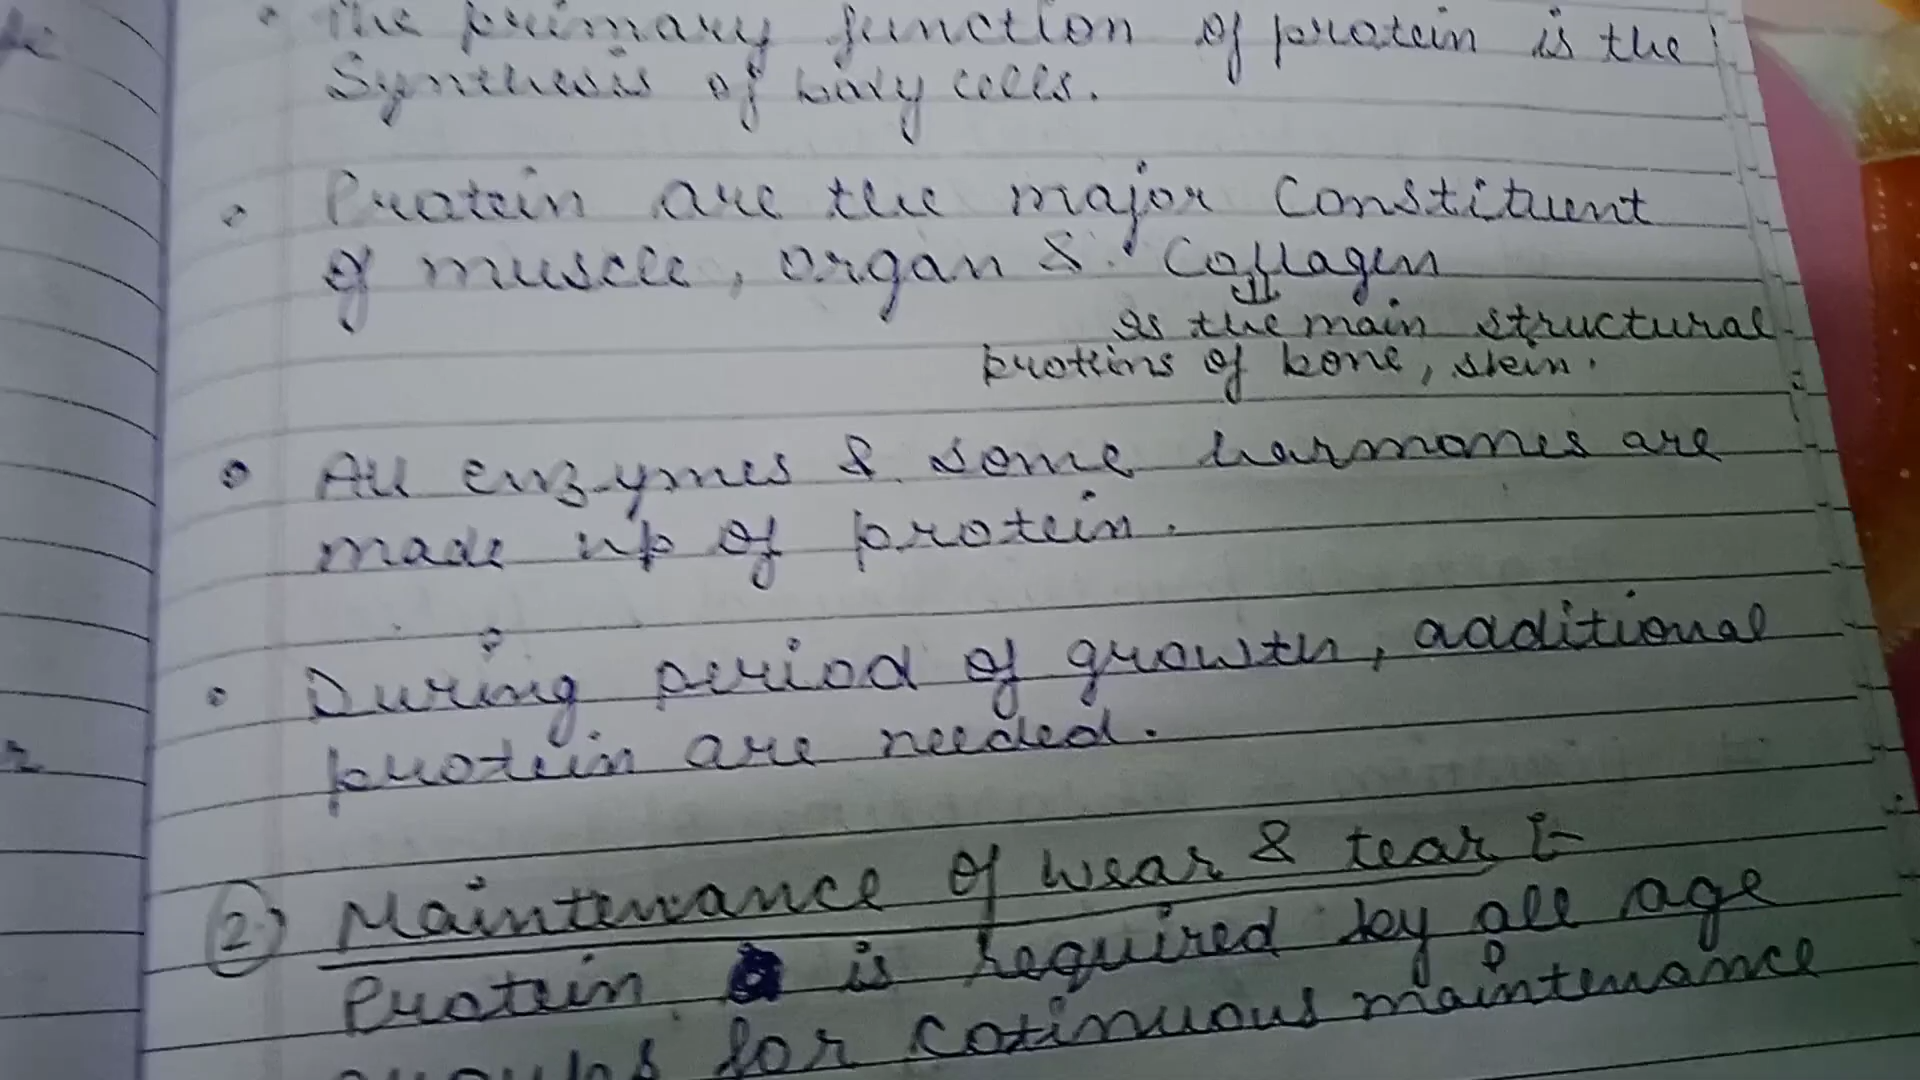 • The primary function of protein is the
Synthesis of body cells.
• Protein are the major Constituent
of muscle, organ & Collagen
⇓
is the main structural
proteins of bone, skin.
• All enzymes & some harmones are
made up of protein.
• During period of growth, additional
protein are needed.
② Maintenance of wear & tear :-
Protein is required by all age
groups for cotinuous maintenance